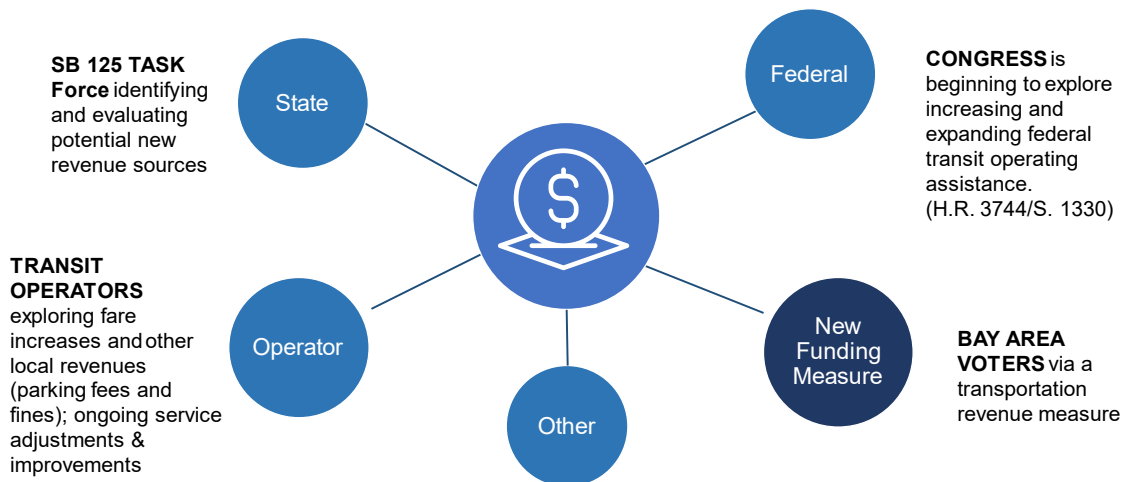 SB 125 TASK
Force identifying
and evaluating
potential new
revenue sources
State
Federal
CONGRESS is
beginning to explore
increasing and
expanding federal
transit operating
assistance.
(H.R. 3744/S. 1330)
$
TRANSIT
OPERATORS
exploring fare
increases and other
local revenues
(parking fees and
fines); ongoing service
adjustments &
improvements
Operator
Other
New
Funding
Measure
BAY AREA
VOTERS via a
transportation
revenue measure